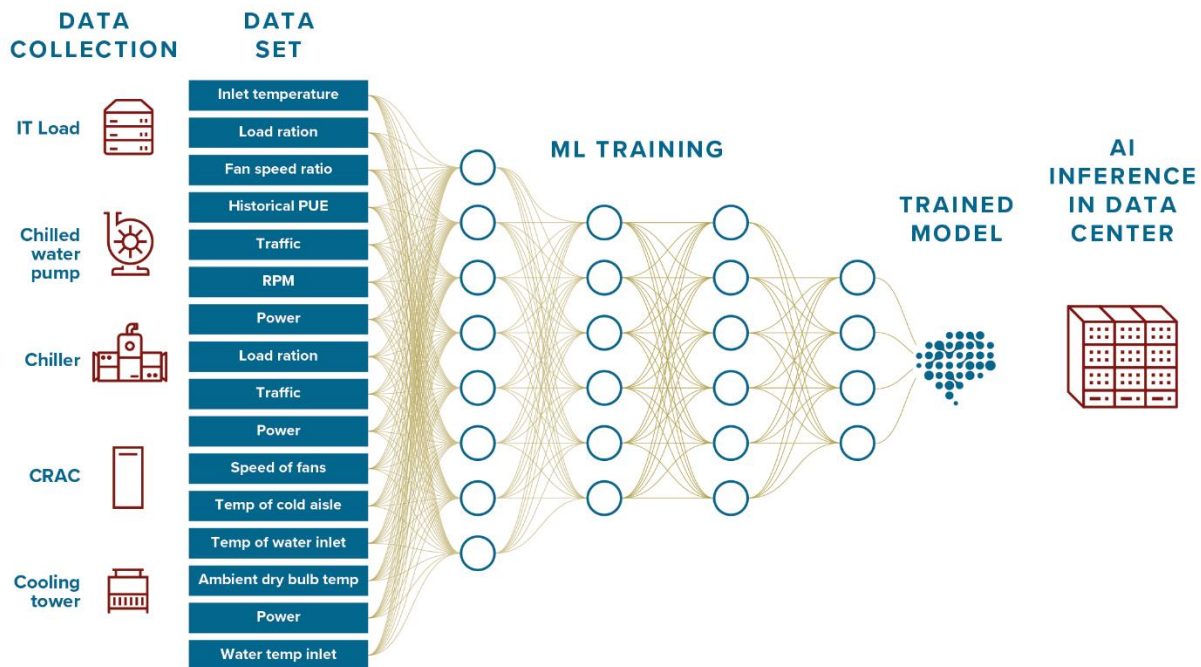 DATA
COLLECTION
DATA
SET
IT Load
Chilled
water
pump
Chiller
CRAC
Cooling
tower
Inlet temperature
Load ration
Fan speed ratio
Historical PUE
Traffic
RPM
Power
Load ration
Traffic
Power
Speed of fans
Temp of cold aisle
Temp of water inlet
Ambient dry bulb temp
Power
Water temp inlet
ML TRAINING
TRAINED
MODEL
AI
INFERENCE
IN DATA
CENTER